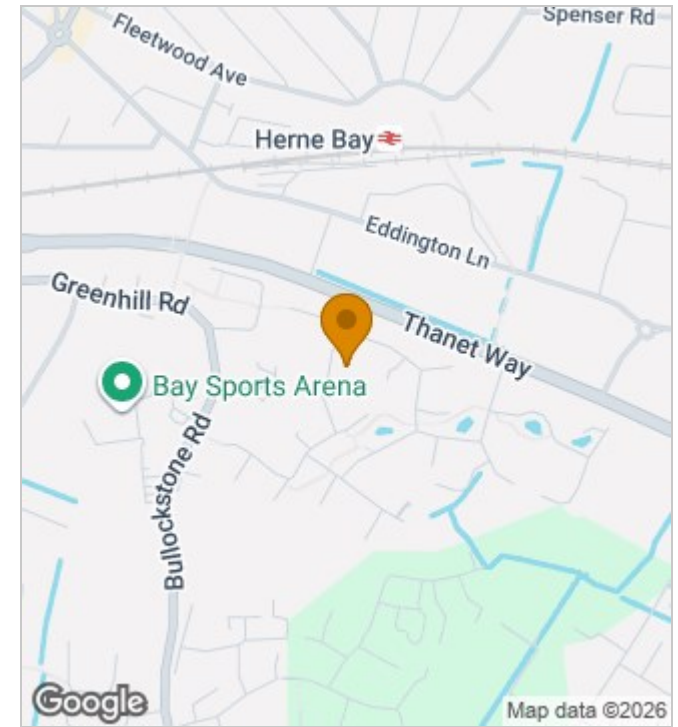 Spenser Rd
Fleetwood Ave
Herne Bay
Eddington Ln
Greenhill Rd
Thanet Way
Bay Sports Arena
Bullockstone Rd
Google
Map data ©2026